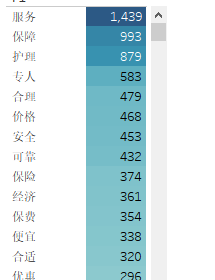 服务 1,439
保障 993
护理 879
专人 583
合理 479
价格 468
安全 453
可靠 432
保险 374
经济 361
保费 354
便宜 338
合适 320
优惠 296